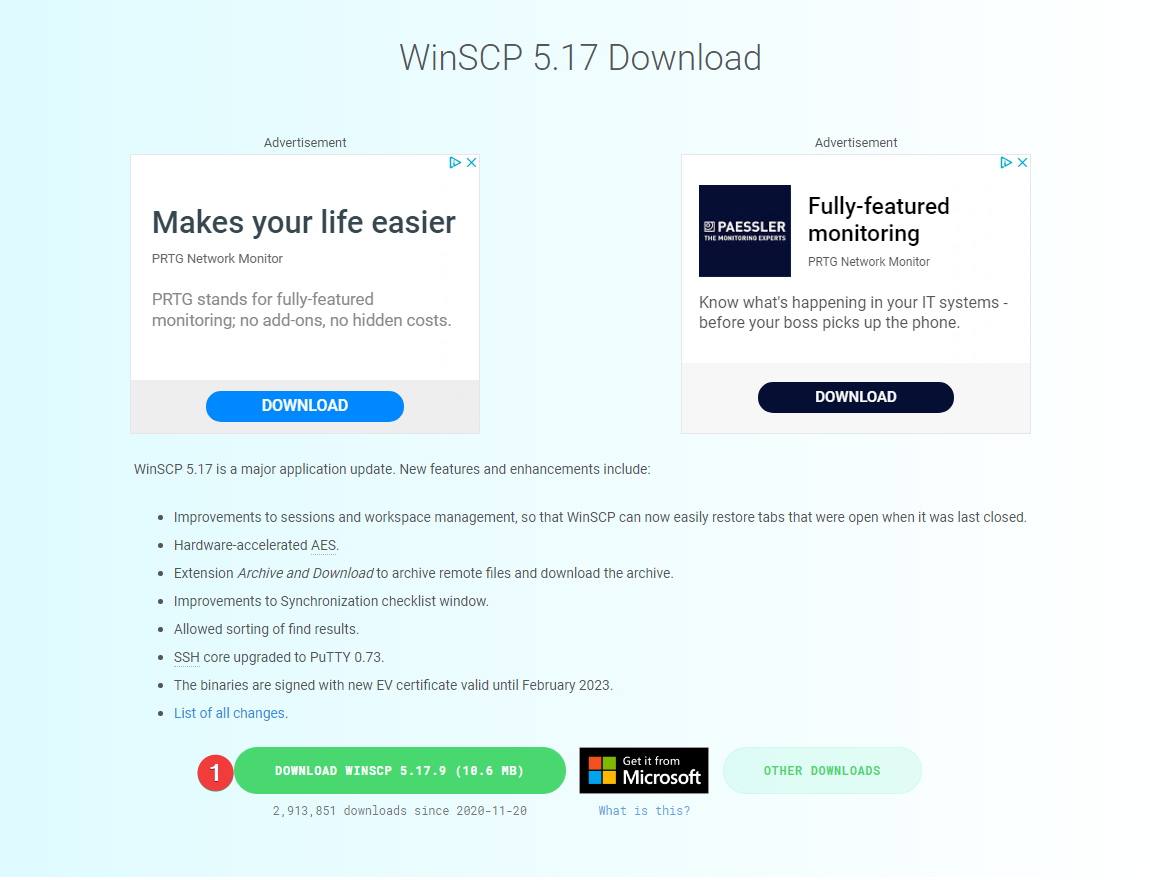 WinSCP 5.17 Download
Advertisement
Makes your life easier
PRTG Network Monitor
PRTG stands for fully-featured
monitoring; no add-ons, no hidden costs.
DOWNLOAD
Advertisement
PAESSLER
THE MONITORING EXPERTS
Fully-featured
monitoring
PRTG Network Monitor
Know what's happening in your IT systems -
before your boss picks up the phone.
DOWNLOAD
WinSCP 5.17 is a major application update. New features and enhancements include:
Improvements to sessions and workspace management, so that WinSCP can now easily restore tabs that were open when it was last closed.
Hardware-accelerated AES.
Extension Archive and Download to archive remote files and download the archive.
Improvements to Synchronization checklist window.
Allowed sorting of find results.
SSH core upgraded to PuTTY 0.73.
The binaries are signed with new EV certificate valid until February 2023.
List of all changes.
1
DOWNLOAD WINSCP 5.17.9 (10.6 MB)
2,913,851 downloads since 2020-11-20
Get it from
Microsoft
What is this?
OTHER DOWNLOADS